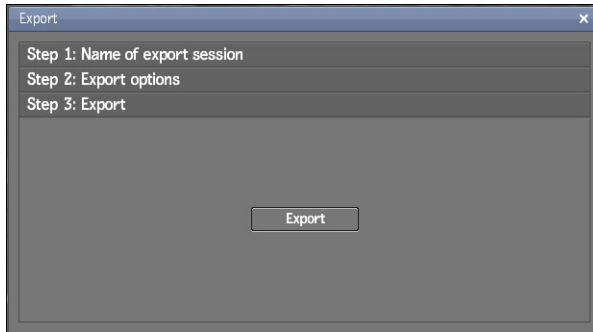 Export
Step 1: Name of export session
Step 2: Export options
Step 3: Export
Export